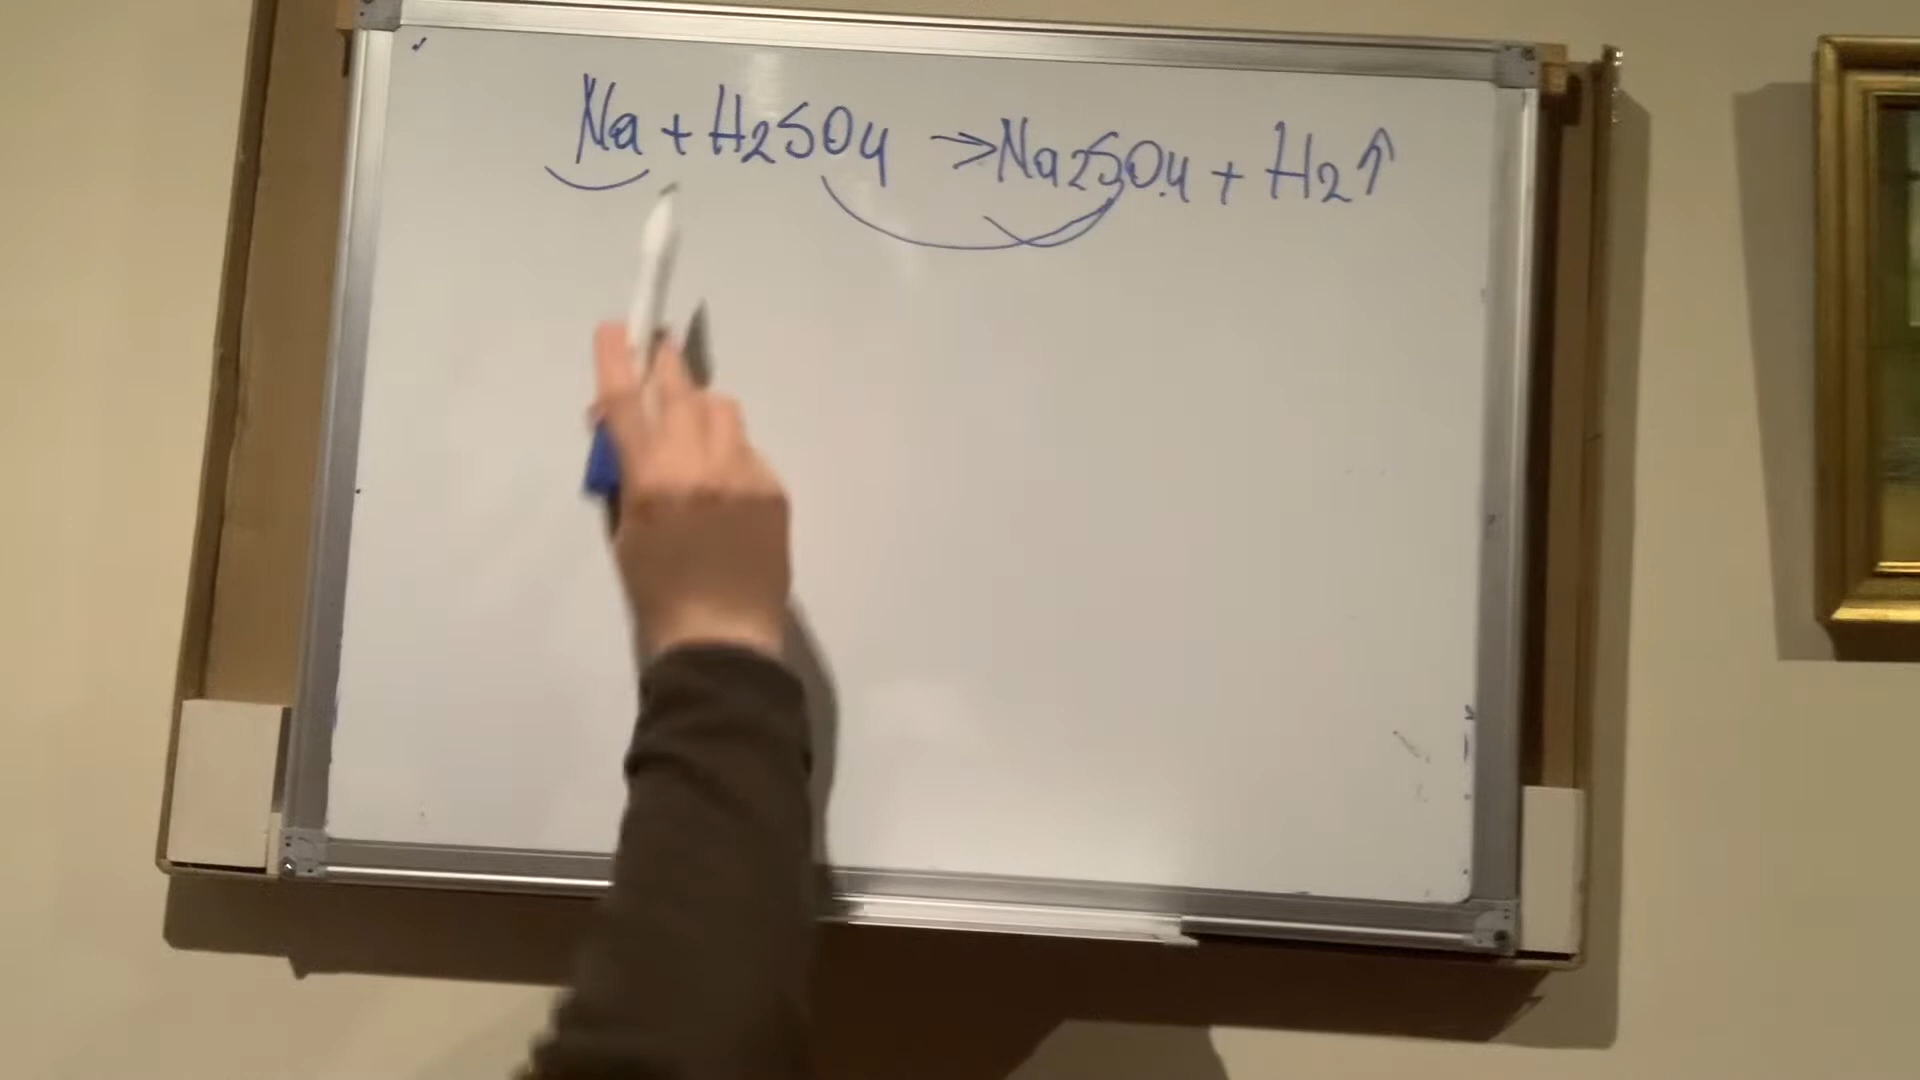 Na + H2SO4 → Na2SO4 + H2↑